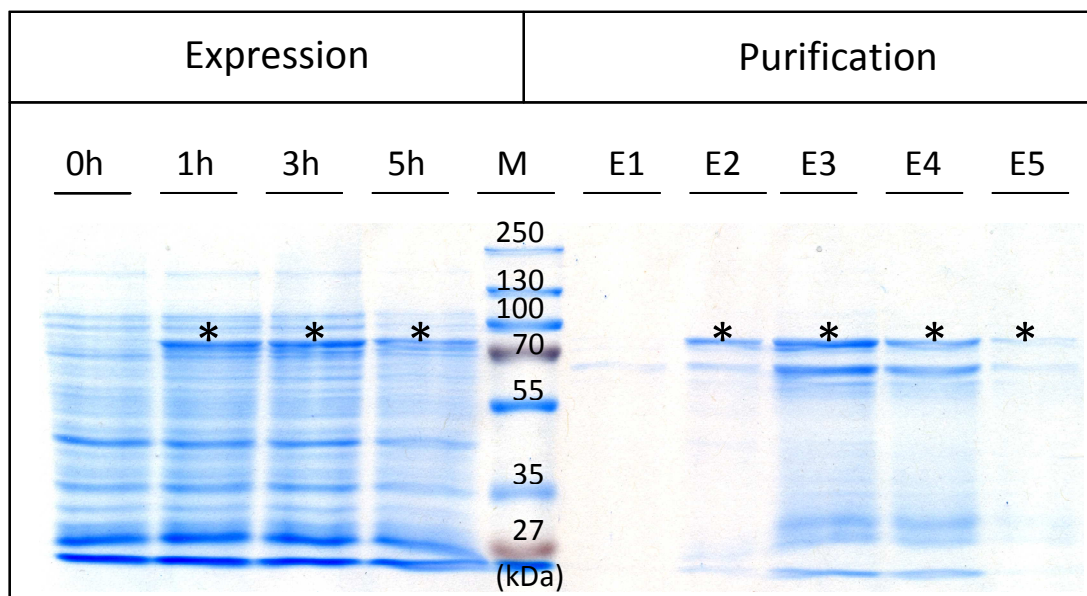 Expression Purification
0h 1h 3h 5h M E1 E2 E3 E4 E5
250
130
100
* * * * * * *
70
55
35
27
(kDa)